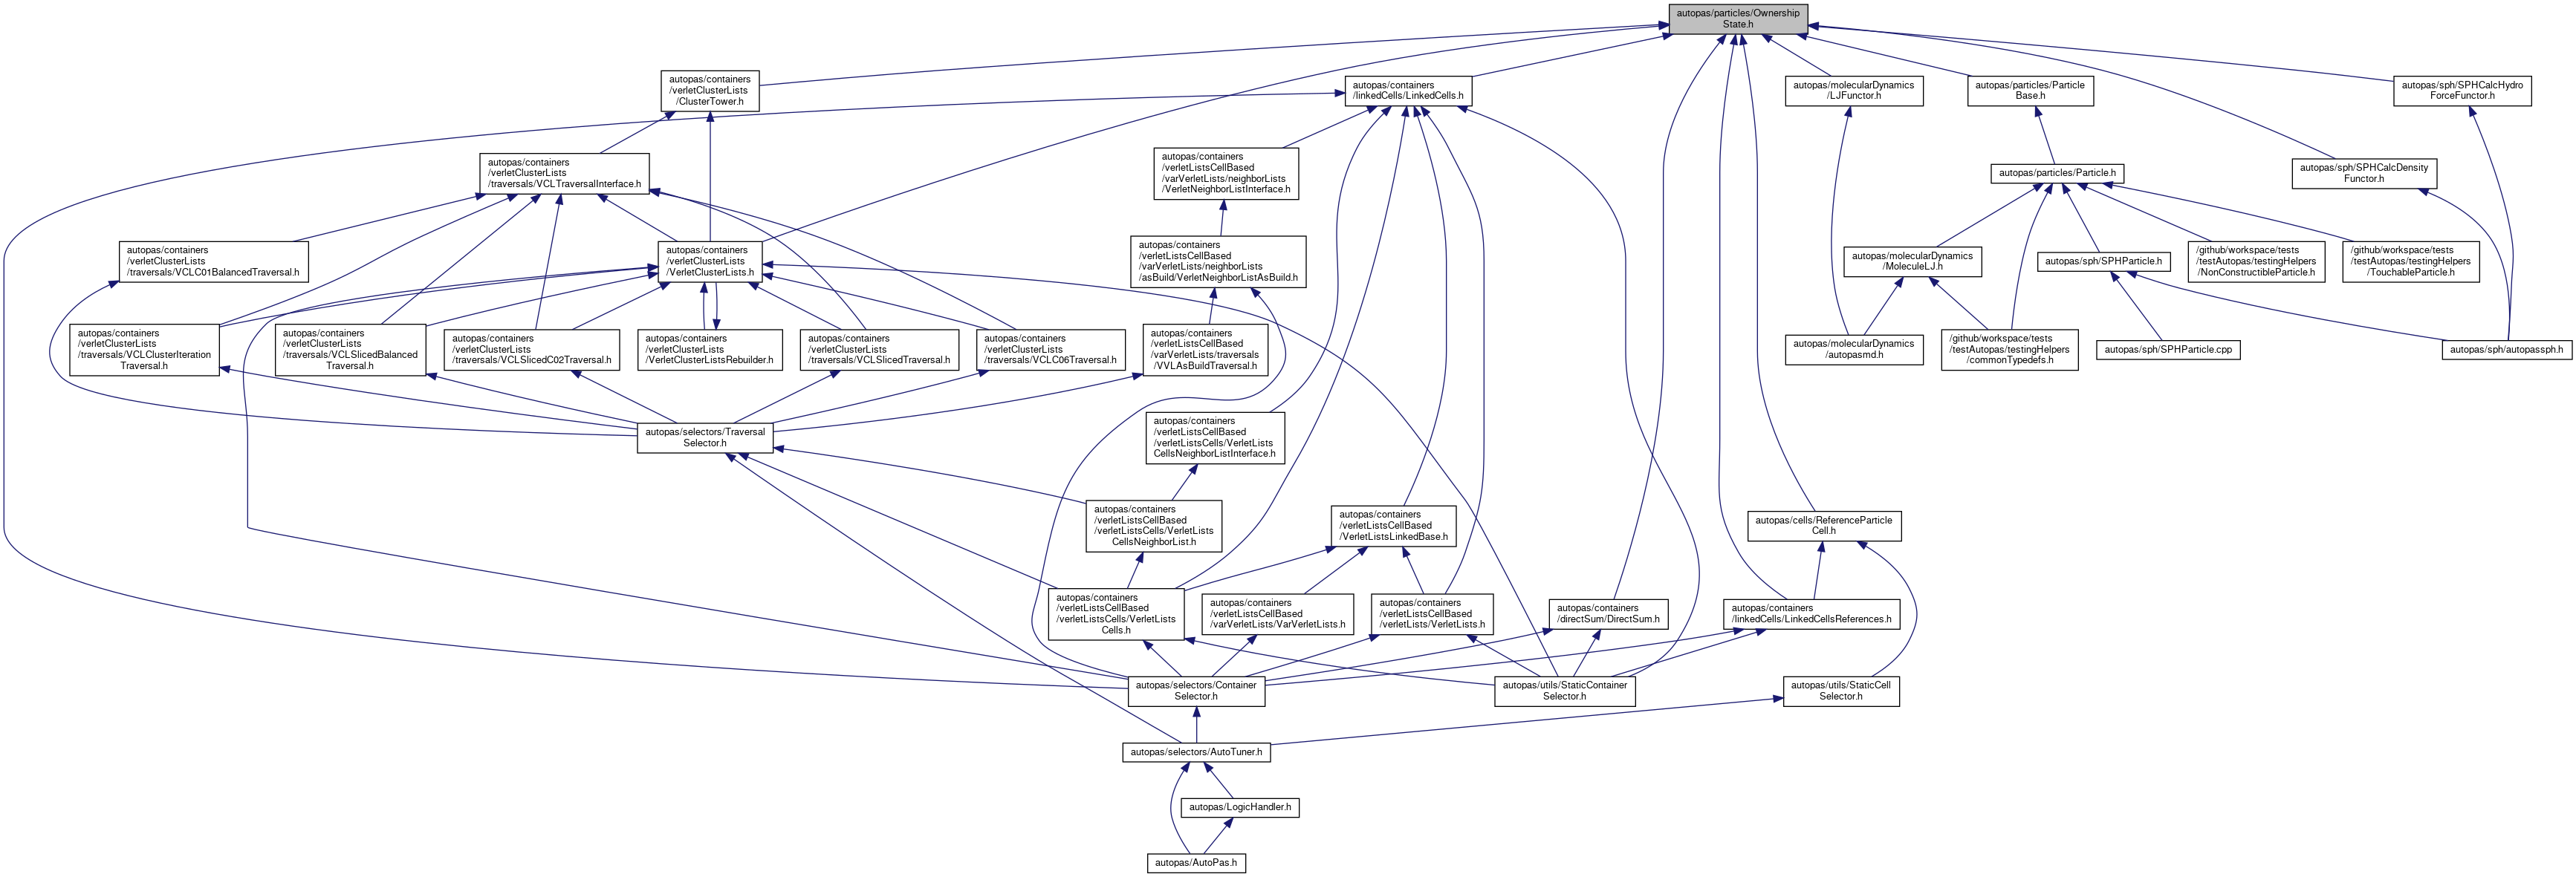 autopas/particles/Ownership
State.h
autopas/containers
/verletClusterLists
/ClusterTower.h
autopas/containers
/linkedCells/LinkedCells.h
autopas/molecularDynamics
/LJFunctor.h
autopas/particles/Particle
Base.h
autopas/sph/SPHCalcHydro
ForceFunctor.h
autopas/containers
/verletClusterLists
/traversals/VCLTraversalInterface.h
autopas/containers
/verletListsCellBased
/varVerletLists/neighborLists
/VerletNeighborListInterface.h
autopas/particles/Particle.h
autopas/sph/SPHCalcDensity
Functor.h
autopas/containers
/verletClusterLists
/traversals/VCLC01BalancedTraversal.h
autopas/containers
/verletClusterLists
/VerletClusterLists.h
autopas/containers
/verletListsCellBased
/varVerletLists/neighborLists
/asBuild/VerletNeighborListAsBuild.h
autopas/molecularDynamics
/MoleculeLJ.h
autopas/sph/SPHParticle.h
/github/workspace/tests
/testAutopas/testingHelpers
/NonConstructibleParticle.h
/github/workspace/tests
/testAutopas/testingHelpers
/TouchableParticle.h
autopas/containers
/verletClusterLists
/traversals/VCLClusterIteration
Traversal.h
autopas/containers
/verletClusterLists
/traversals/VCLSlicedBalanced
Traversal.h
autopas/containers
/verletClusterLists
/traversals/VCLSlicedC02Traversal.h
autopas/containers
/verletClusterLists
/VerletClusterListsRebuilder.h
autopas/containers
/verletClusterLists
/traversals/VCLSlicedTraversal.h
autopas/containers
/verletClusterLists
/traversals/VCLC06Traversal.h
autopas/containers
/verletListsCellBased
/varVerletLists/traversals
/VVLAsBuildTraversal.h
autopas/molecularDynamics
/autopasmd.h
/github/workspace/tests
/testAutopas/testingHelpers
/commonTypedefs.h
autopas/sph/SPHParticle.cpp
autopas/sph/autopassph.h
autopas/selectors/Traversal
Selector.h
autopas/containers
/verletListsCellBased
/verletListsCells/VerletLists
CellsNeighborListInterface.h
autopas/containers
/verletListsCellBased
/verletListsCells/VerletLists
CellsNeighborList.h
autopas/containers
/verletListsCellBased
/VerletListsLinkedBase.h
autopas/cells/ReferenceParticle
Cell.h
autopas/containers
/verletListsCellBased
/verletListsCells/VerletLists
Cells.h
autopas/containers
/verletListsCellBased
/varVerletLists/VarVerletLists.h
autopas/containers
/verletListsCellBased
/verletLists/VerletLists.h
autopas/containers
/directSum/DirectSum.h
autopas/containers
/linkedCells/LinkedCellsReferences.h
autopas/selectors/Container
Selector.h
autopas/utils/StaticContainer
Selector.h
autopas/utils/StaticCell
Selector.h
autopas/selectors/AutoTuner.h
autopas/LogicHandler.h
autopas/AutoPas.h